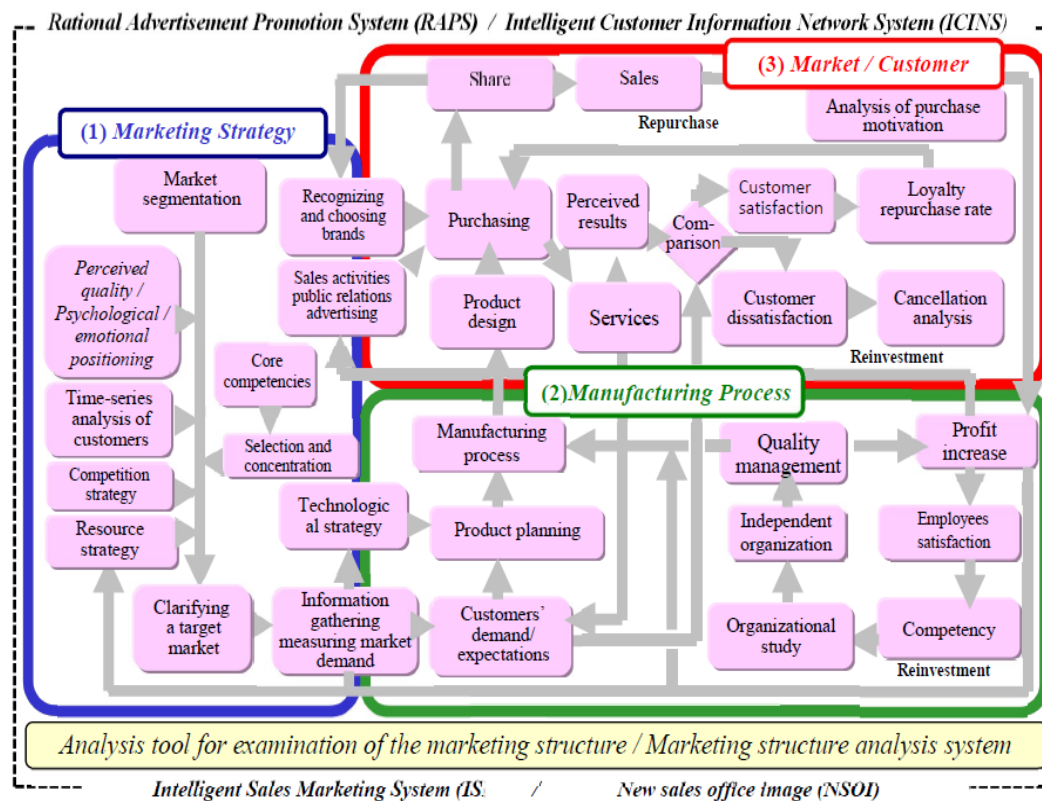 Rational Advertisement Promotion System (RAPS) / Intelligent Customer Information Network System (ICINS)
(3) Market / Customer
Share
Sales
Repurchase
Analysis of purchase
motivation
(1) Marketing Strategy
Market
segmentation
Recognizing
and choosing
brands
Purchasing
Perceived
results
Com-
parison
Customer
satisfaction
Loyalty
repurchase rate
Perceived
quality /
Psychological /
emotional
positioning
Sales activities
public relations
advertising
Product
design
Services
Customer
dissatisfaction
Cancellation
analysis
Reinvestment
Core
competencies
(2)Manufacturing Process
Time-series
analysis of
customers
Selection and
concentration
Manufacturing
process
Quality
management
Profit
increase
Competition
strategy
Resource
strategy
Technologic
al strategy
Product planning
Independent
organization
Employees
satisfaction
Clarifying
a target
market
Information
gathering
measuring market
demand
Customers’
demand/
expectations
Organizational
study
Competency
Reinvestment
Analysis tool for examination of the marketing structure / Marketing structure analysis system
Intelligent Sales Marketing System (IS / New sales office image (NSOI)